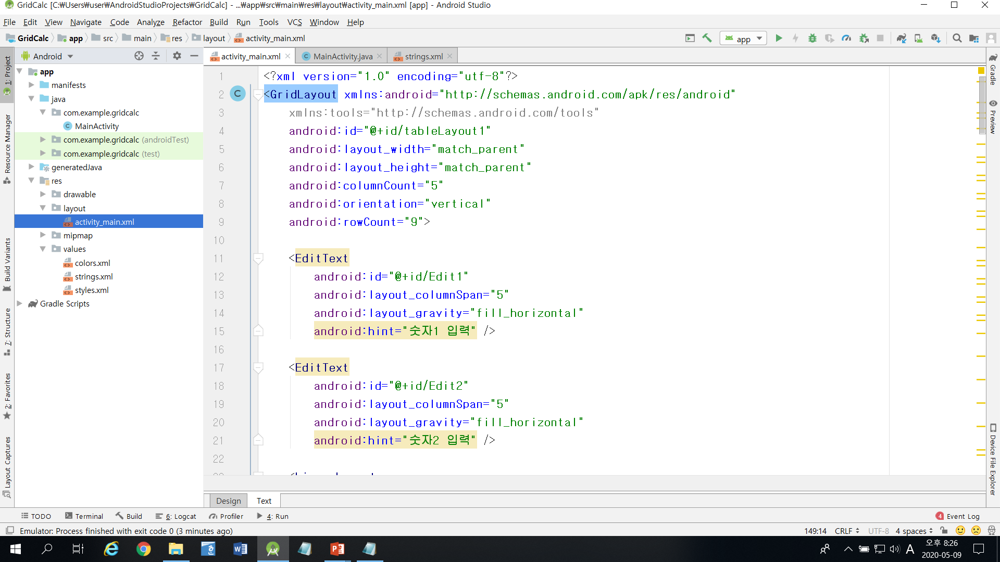 GridCalc [C:₩Users₩user₩AndroidStudioProjects₩GridCalc] - ...₩app₩src₩main₩res₩layout₩activity_main.xml [app] - Android Studio
File Edit View Navigate Code Analyze Refactor Build Run Tools VCS Window Help
GridCalc app src main res layout activity_main.xml
app
Android
activity_main.xml MainActivity.java strings.xml
1: Project
Resource Manager
Build Variants
7: Structure
2: Favorites
Layout Captures
app
manifests
java
com.example.gridcalc
MainActivity
com.example.gridcalc (androidTest)
com.example.gridcalc (test)
generatedJava
res
drawable
layout
activity_main.xml
mipmap
values
colors.xml
strings.xml
styles.xml
Gradle Scripts
1 <?xml version="1.0" encoding="utf-8"?>
2 <GridLayout xmlns:android="http://schemas.android.com/apk/res/android"
3 xmlns:tools="http://schemas.android.com/tools"
4 android:id="@+id/tableLayout1"
5 android:layout_width="match_parent"
6 android:layout_height="match_parent"
7 android:columnCount="5"
8 android:orientation="vertical"
9 android:rowCount="9">
10
11 <EditText
12 android:id="@+id/Edit1"
13 android:layout_columnSpan="5"
14 android:layout_gravity="fill_horizontal"
15 android:hint="숫자1 입력" />
16
17 <EditText
18 android:id="@+id/Edit2"
19 android:layout_columnSpan="5"
20 android:layout_gravity="fill_horizontal"
21 android:hint="숫자2 입력" />
22
Gradle
Preview
Device File Explorer
Design Text
TODO Terminal Build 6: Logcat Profiler 4: Run
4 Event Log
Emulator: Process finished with exit code 0 (3 minutes ago)
149:14 CRLF UTF-8 4 spaces
A
오후 8:26
2020-05-09